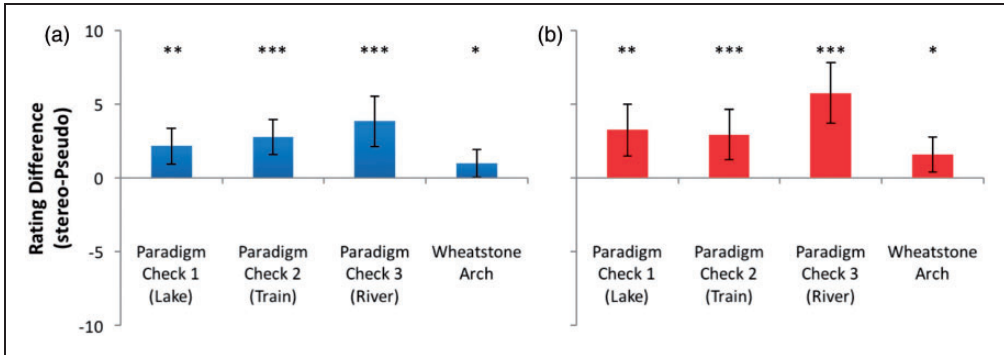 (a)
10
5
0
-5
-10
Rating Difference
(stereo-Pseudo)
** *** *** *
Paradigm Check 1 (Lake)
Paradigm Check 2 (Train)
Paradigm Check 3 (River)
Wheatstone Arch
(b)
** *** *** *
Paradigm Check 1 (Lake)
Paradigm Check 2 (Train)
Paradigm Check 3 (River)
Wheatstone Arch